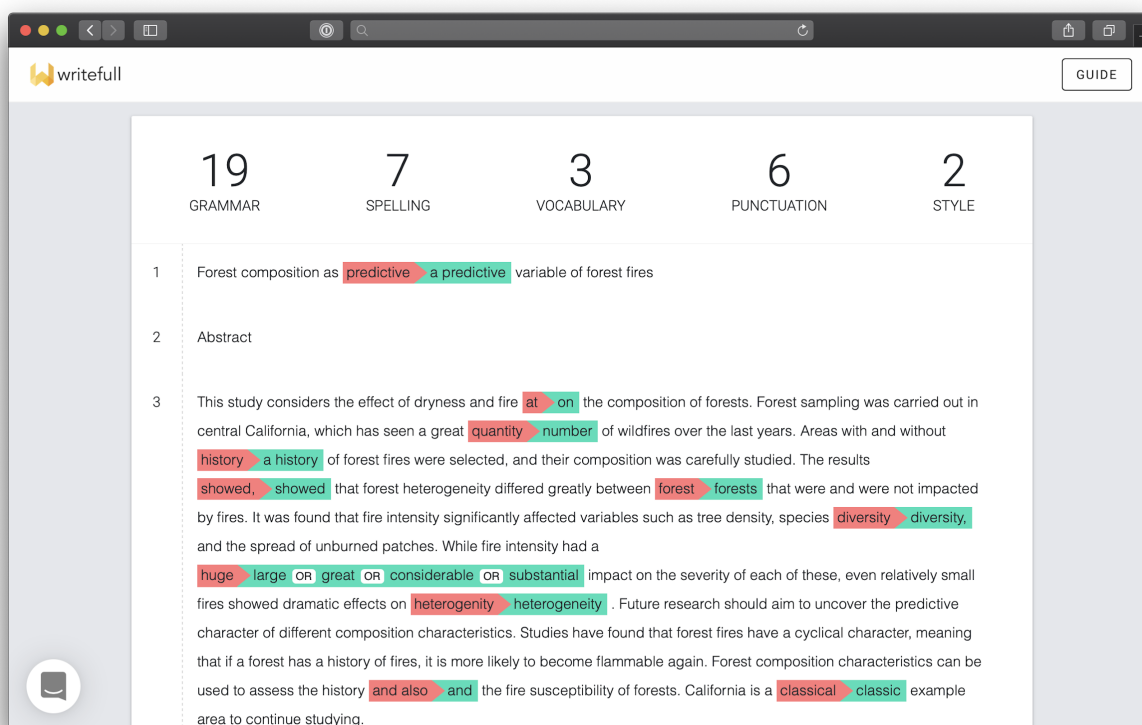 writefull
GUIDE
19 7 3 6 2
GRAMMAR SPELLING VOCABULARY PUNCTUATION STYLE
1 Forest composition as predictive a predictive variable of forest fires
2 Abstract
3 This study considers the effect of dryness and fire at on the composition of forests. Forest sampling was carried out in
central California, which has seen a great quantity number of wildfires over the last years. Areas with and without
history a history of forest fires were selected, and their composition was carefully studied. The results
showed, showed that forest heterogeneity differed greatly between forest forests that were and were not impacted
by fires. It was found that fire intensity significantly affected variables such as tree density, species diversity diversity,
and the spread of unburned patches. While fire intensity had a
huge large OR great OR considerable OR substantial impact on the severity of each of these, even relatively small
fires showed dramatic effects on heterogenity heterogeneity . Future research should aim to uncover the predictive
character of different composition characteristics. Studies have found that forest fires have a cyclical character, meaning
that if a forest has a history of fires, it is more likely to become flammable again. Forest composition characteristics can be
used to assess the history and also and the fire susceptibility of forests. California is a classical classic example
area to continue studying.